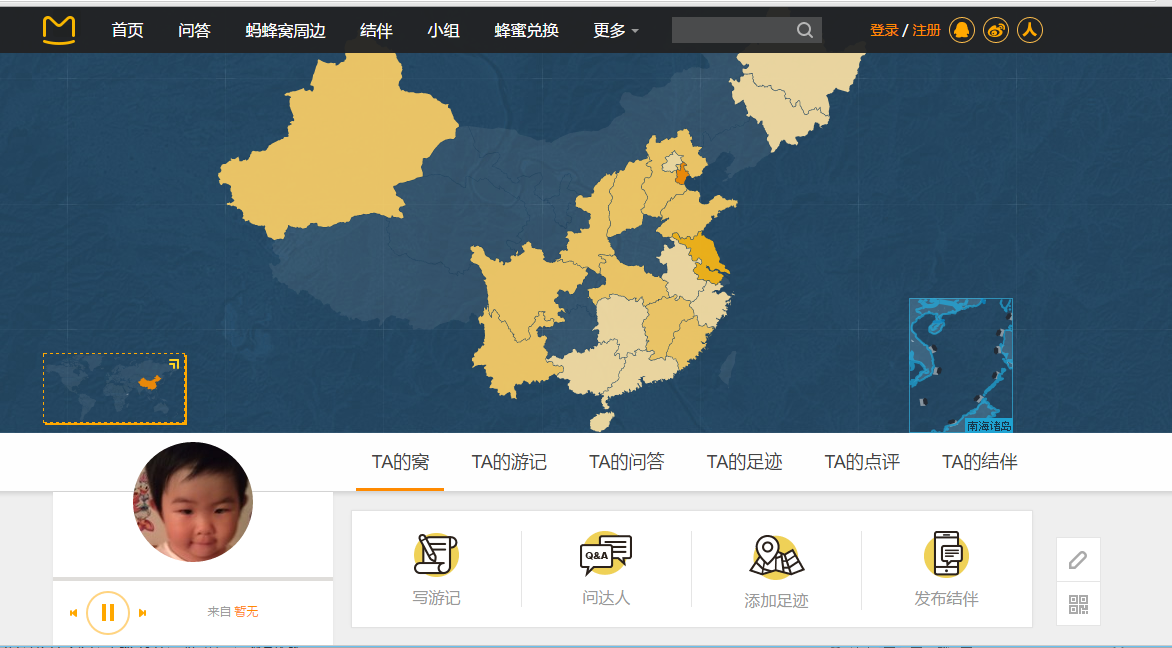 首页 问答 蚂蜂窝周边 结伴 小组 蜂蜜兑换 更多 登录 / 注册
南海诸岛
TA的窝 TA的游记 TA的问答 TA的足迹 TA的点评 TA的结伴
Q&A
写游记 问达人 添加足迹 发布结伴
来自 暂无